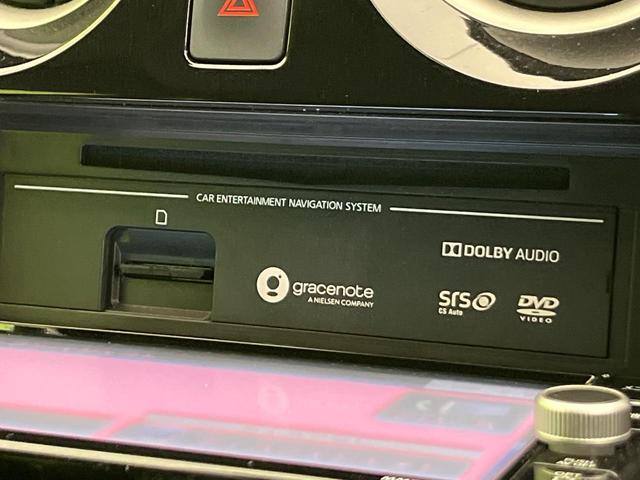 CAR ENTERTAINMENT NAVIGATION SYSTEM
DOLBY AUDIO
gracenote
A NIELSEN COMPANY
SRS
CS Auto
DVD
VIDEO